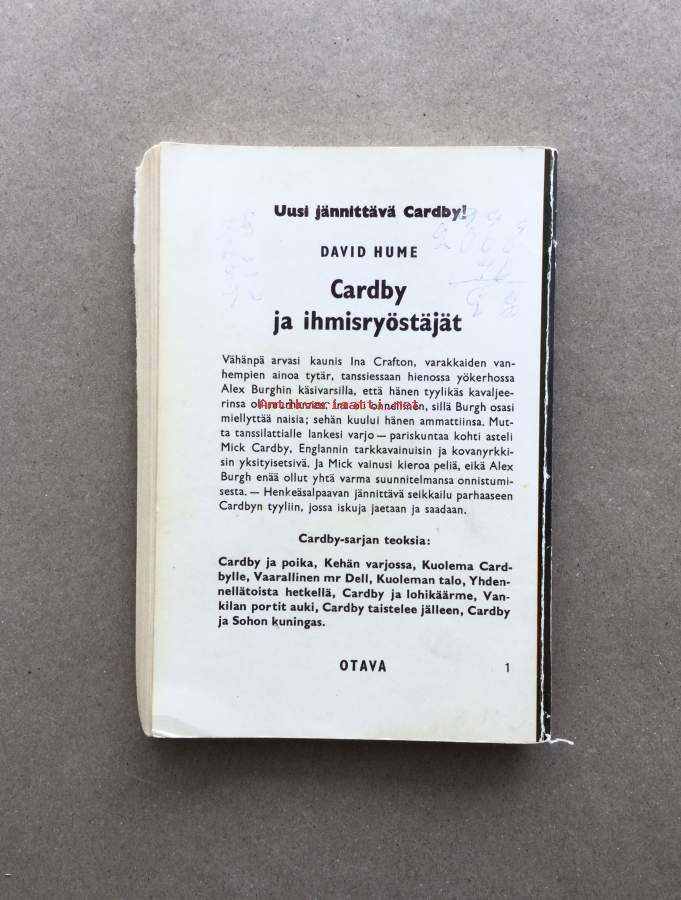 Uusi jännittävä Cardby!
DAVID HUME
Cardby
ja ihmisryöstäjät
Vähänpä arvasi kaunis Ina Crafton, varakkaiden van-
hempien ainoa tytär, tanssiessaan hienossa yökerhossa
Alex Burghin käsivarsilla, että hänen tyylikäs kavaljee-
rinsa oli
Antikvariaatti.net
sillä Burgh osasi
miellyttää naisia; sehän kuului hänen ammattiinsa. Mut-
ta tanssilattialle lankesi varjo — pariskuntaa kohti asteli
Mick Cardby, Englannin tarkkavainuisin ja kovanyrkki-
sin yksityisetsivä. Ja Mick vainusi kieroa peliä, eikä Alex
Burgh enää ollut yhtä varma suunnitelmansa onnistumi-
sesta. — Henkeäsalpaavan jännittävä seikkailu parhaaseen
Cardbyn tyyliin, jossa iskuja jaetaan ja saadaan.
Cardby-sarjan teoksia:
Cardby ja poika, Kehän varjossa, Kuolema Card-
bylle, Vaarallinen mr Dell, Kuoleman talo, Yhden-
nellätoista hetkellä, Cardby ja lohikäärme, Van-
kilan portit auki, Cardby taistelee jälleen, Cardby
ja Sohon kuningas.
OTAVA
1